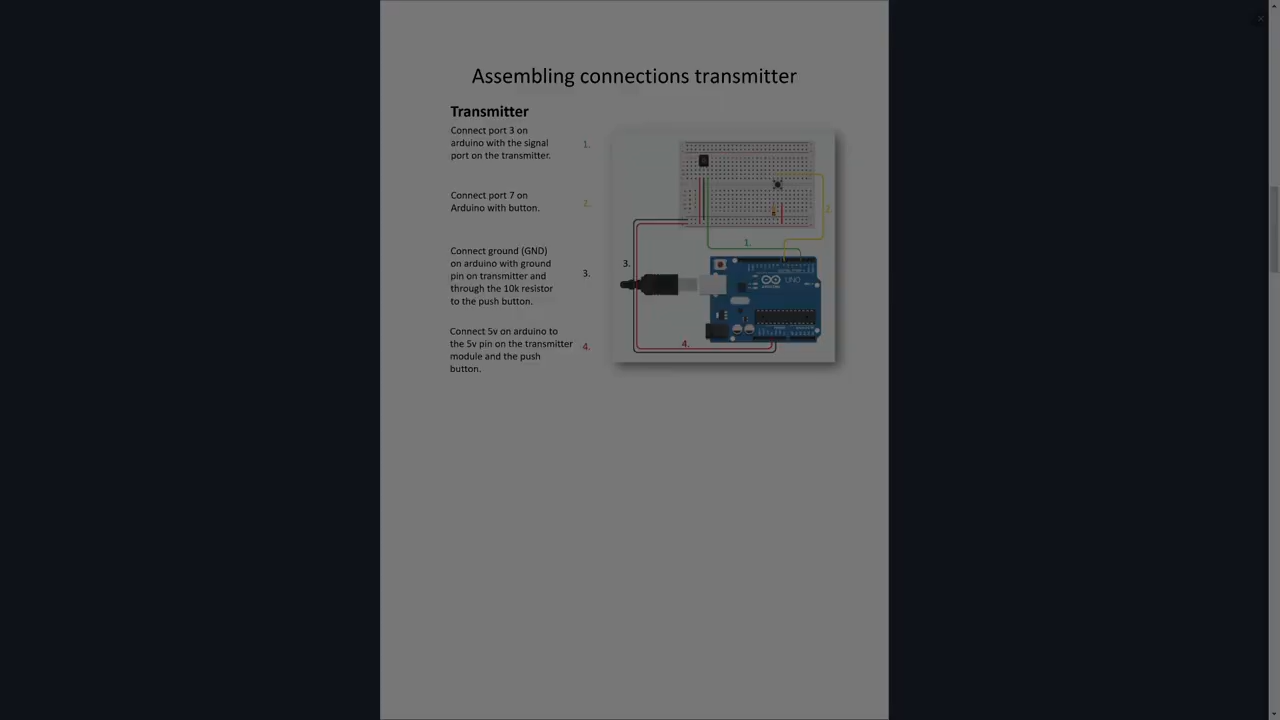 Assembling connections transmitter
Transmitter
Connect port 3 on
arduino with the signal
port on the transmitter.
1.
Connect port 7 on
Arduino with button.
2.
Connect ground (GND)
on arduino with ground
pin on transmitter and
through the 10k resistor
to the push button.
3.
Connect 5v on arduino to
the 5v pin on the transmitter
module and the push
button.
4.
2.
1.
3.
UNO
4.